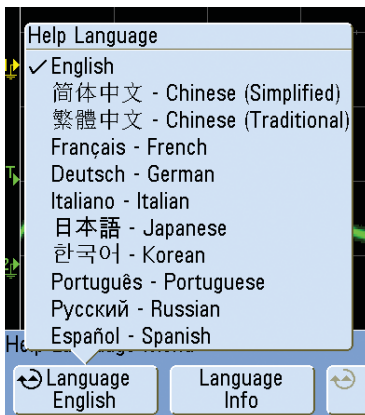 Help Language
✓ English
简体中文 - Chinese (Simplified)
繁體中文 - Chinese (Traditional)
Français - French
Deutsch - German
Italiano - Italian
日本語 - Japanese
한국어 - Korean
Português - Portuguese
Русский - Russian
Español - Spanish
Language
English
Language
Info